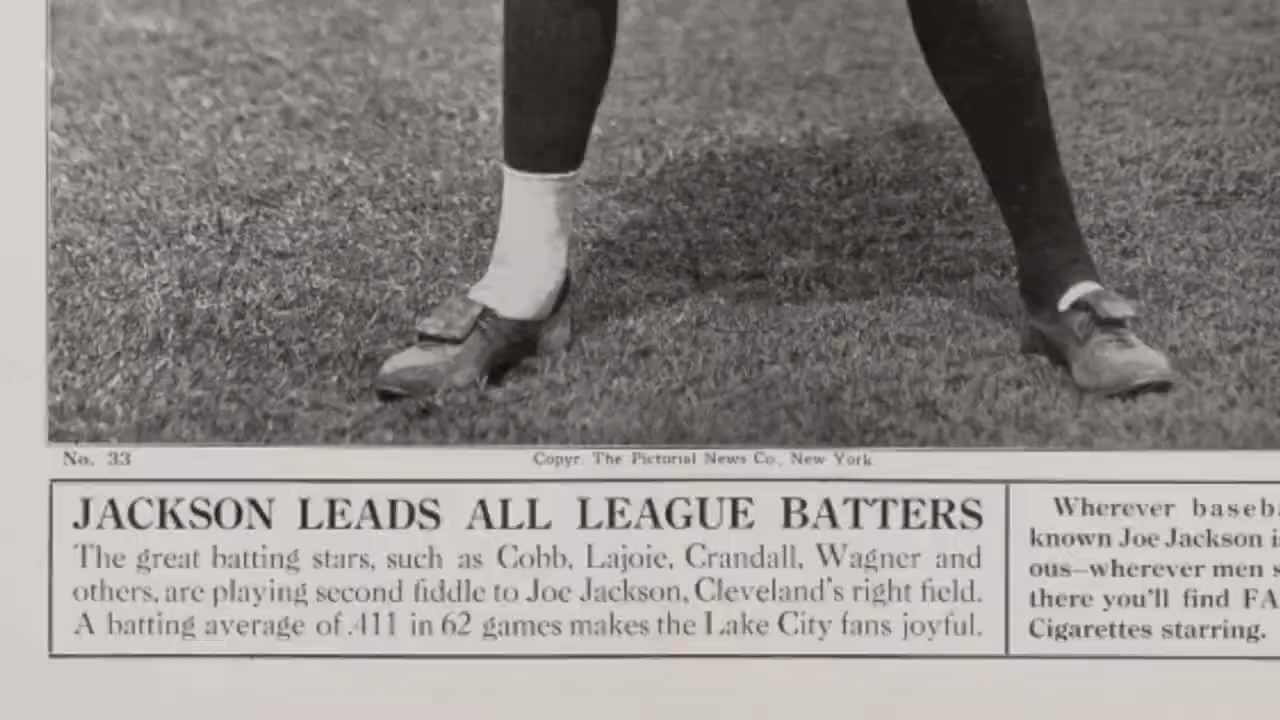 No. 33
Copyr. The Pictorial News Co., New York
JACKSON LEADS ALL LEAGUE BATTERS
The great batting stars, such as Cobb, Lajoie, Crandall, Wagner and
others, are playing second fiddle to Joe Jackson, Cleveland's right field.
A batting average of .411 in 62 games makes the Lake City fans joyful.
Wherever
known Joe Jackson
ous—wherever men
there you'll find
Cigarettes starring.